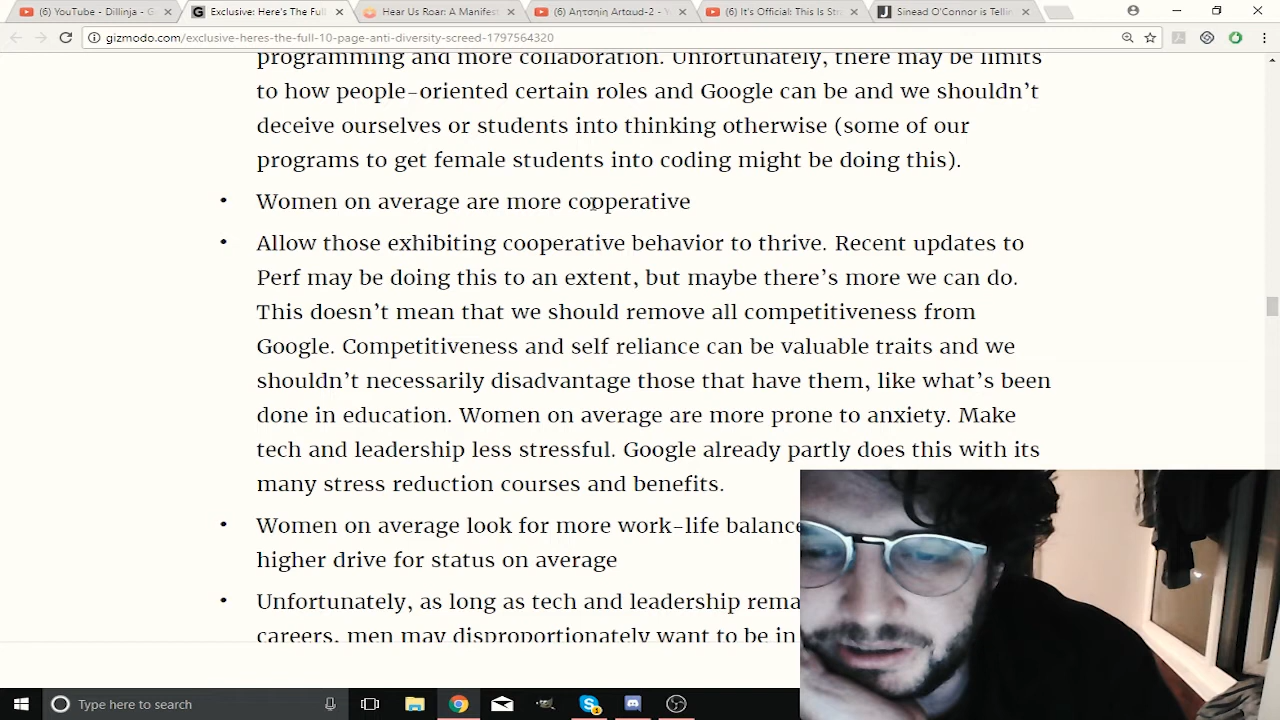 (6) YouTube - Dillinja - G
Exclusive: Here's The Full
Hear Us Roar: A Manifest
(6) Αητσηίη Artaud-2 - Y
(6) It's Official: This Is Str
Sinead O'Connor is Tellin
gizmodo.com/exclusive-heres-the-full-10-page-anti-diversity-screed-1797564320
programming and more collaboration. Unfortunately, there may be limits
to how people-oriented certain roles and Google can be and we shouldn't
deceive ourselves or students into thinking otherwise (some of our
programs to get female students into coding might be doing this).
• Women on average are more cooperative
• Allow those exhibiting cooperative behavior to thrive. Recent updates to
Perf may be doing this to an extent, but maybe there's more we can do.
This doesn't mean that we should remove all competitiveness from
Google. Competitiveness and self reliance can be valuable traits and we
shouldn't necessarily disadvantage those that have them, like what's been
done in education. Women on average are more prone to anxiety. Make
tech and leadership less stressful. Google already partly does this with its
many stress reduction courses and benefits.
• Women on average look for more work-life balance
higher drive for status on average
• Unfortunately, as long as tech and leadership rema
careers, men may disproportionately want to be in
Type here to search